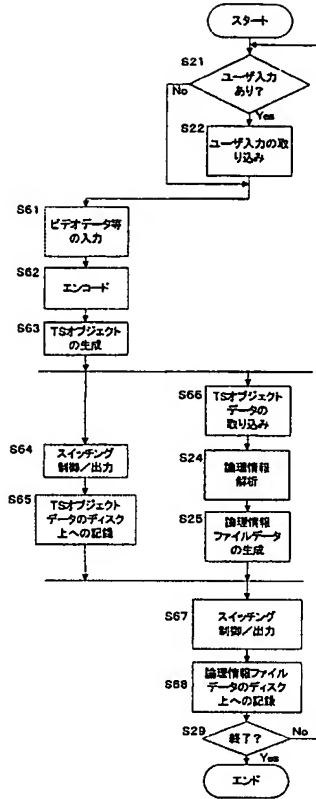 スタート
S21
ユーザ入力
あり?
No
Yes
S22
ユーザ入力の取
り込み
S61
ビデオデータ等
の入力
S62
エンコード
S63
TSオブジェクト
の生成
S66
TSオブジェクト
データの
取り込み
S64
スイッチング
制御/出力
S24
論理情報
解析
S65
TSオブジェクト
データのディスク
上への記録
S25
論理情報
ファイルデータ
の生成
S67
スイッチング
制御/出力
S68
論理情報ファイル
データのディスク
上への記録
S29
終了?
No
Yes
エンド